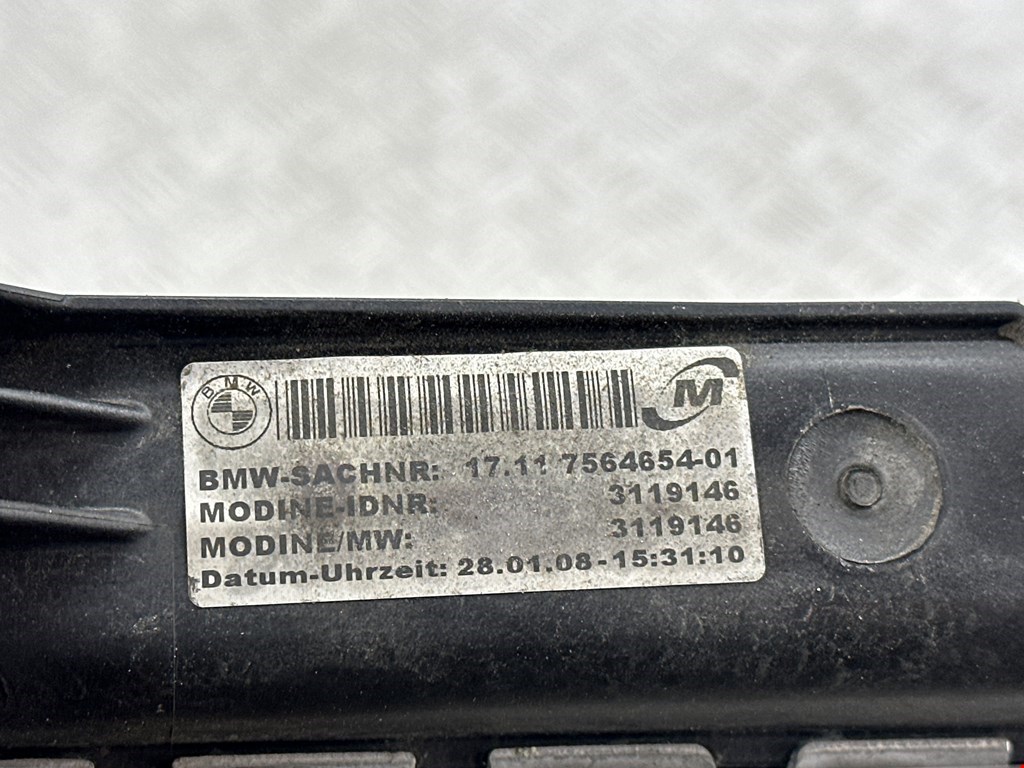 BMW
M
BMW-SACHNR: 17.11 7564654-01
MODINE-IDNR: 3119146
MODINE/MW: 3119146
Datum-Uhrzeit: 28.01.08-15:31:10